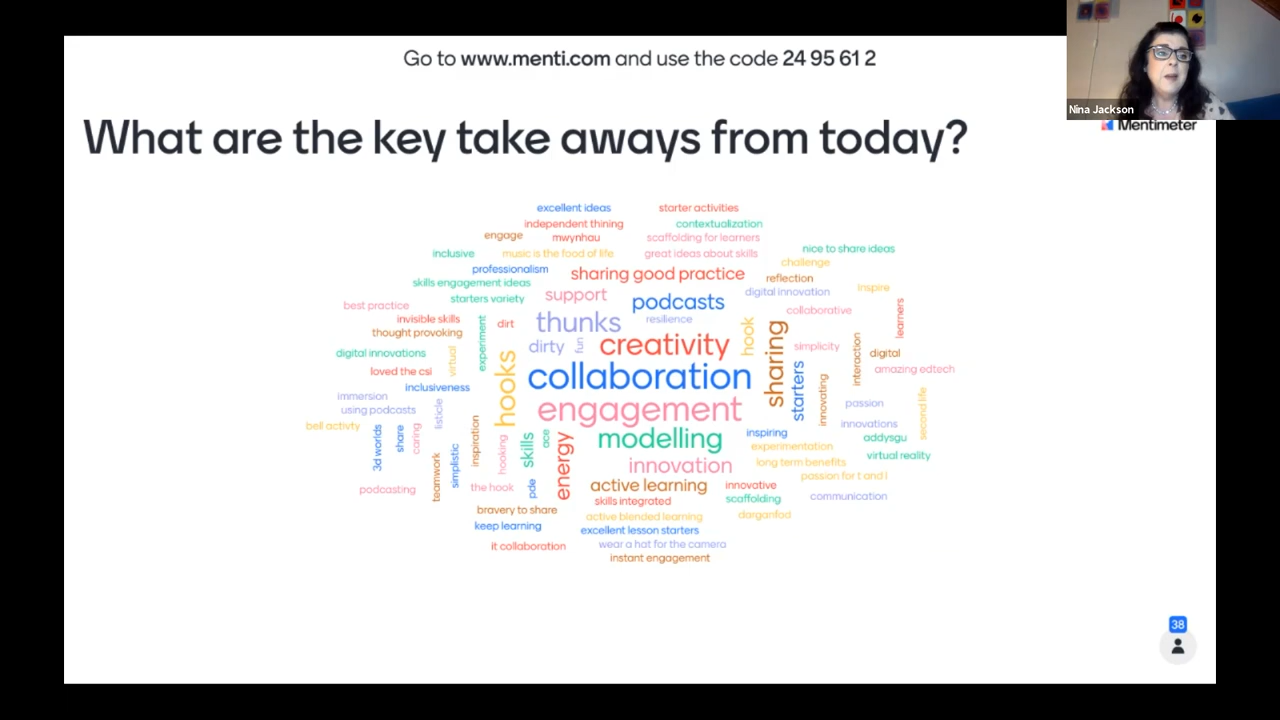 Go to www.menti.com and use the code 24 95 61 2
Nina Jackson
Mentimeter
What are the key take aways from today?
excellent ideas
starter activities
independent thining
contextualization
engage
mwynhau
scaffolding for learners
inclusive
music is the food of life
great ideas about skills
nice to share ideas
challenge
professionalism
sharing good practice
reflection
skills engagement ideas
support
digital innovation
Inspire
best practice
starters variety
podcasts
collaborative
learners
invisible skills
experiment
dirt
thunks
resilience
hook
sharing
thought provoking
virtual
dirty
fun
creativity
simplicity
interaction
digital
digital innovations
loved the csi
hooks
collaboration
starters
innovating
amazing edtech
inclusiveness
immersion
using podcasts
listicle
engagement
passion
second life
bell activty
3d worlds
share
caring
inspiration
hooking
skills
ace
energy
modelling
inspiring
innovations
addysgu
experimentation
virtual reality
teamwork
simplistic
innovation
long term benefits
passion for t and l
podcasting
the hook
pde
active learning
innovative
communication
skills integrated
scaffolding
bravery to share
active blended learning
darganfod
keep learning
excellent lesson starters
it collaboration
wear a hat for the camera
instant engagement
38